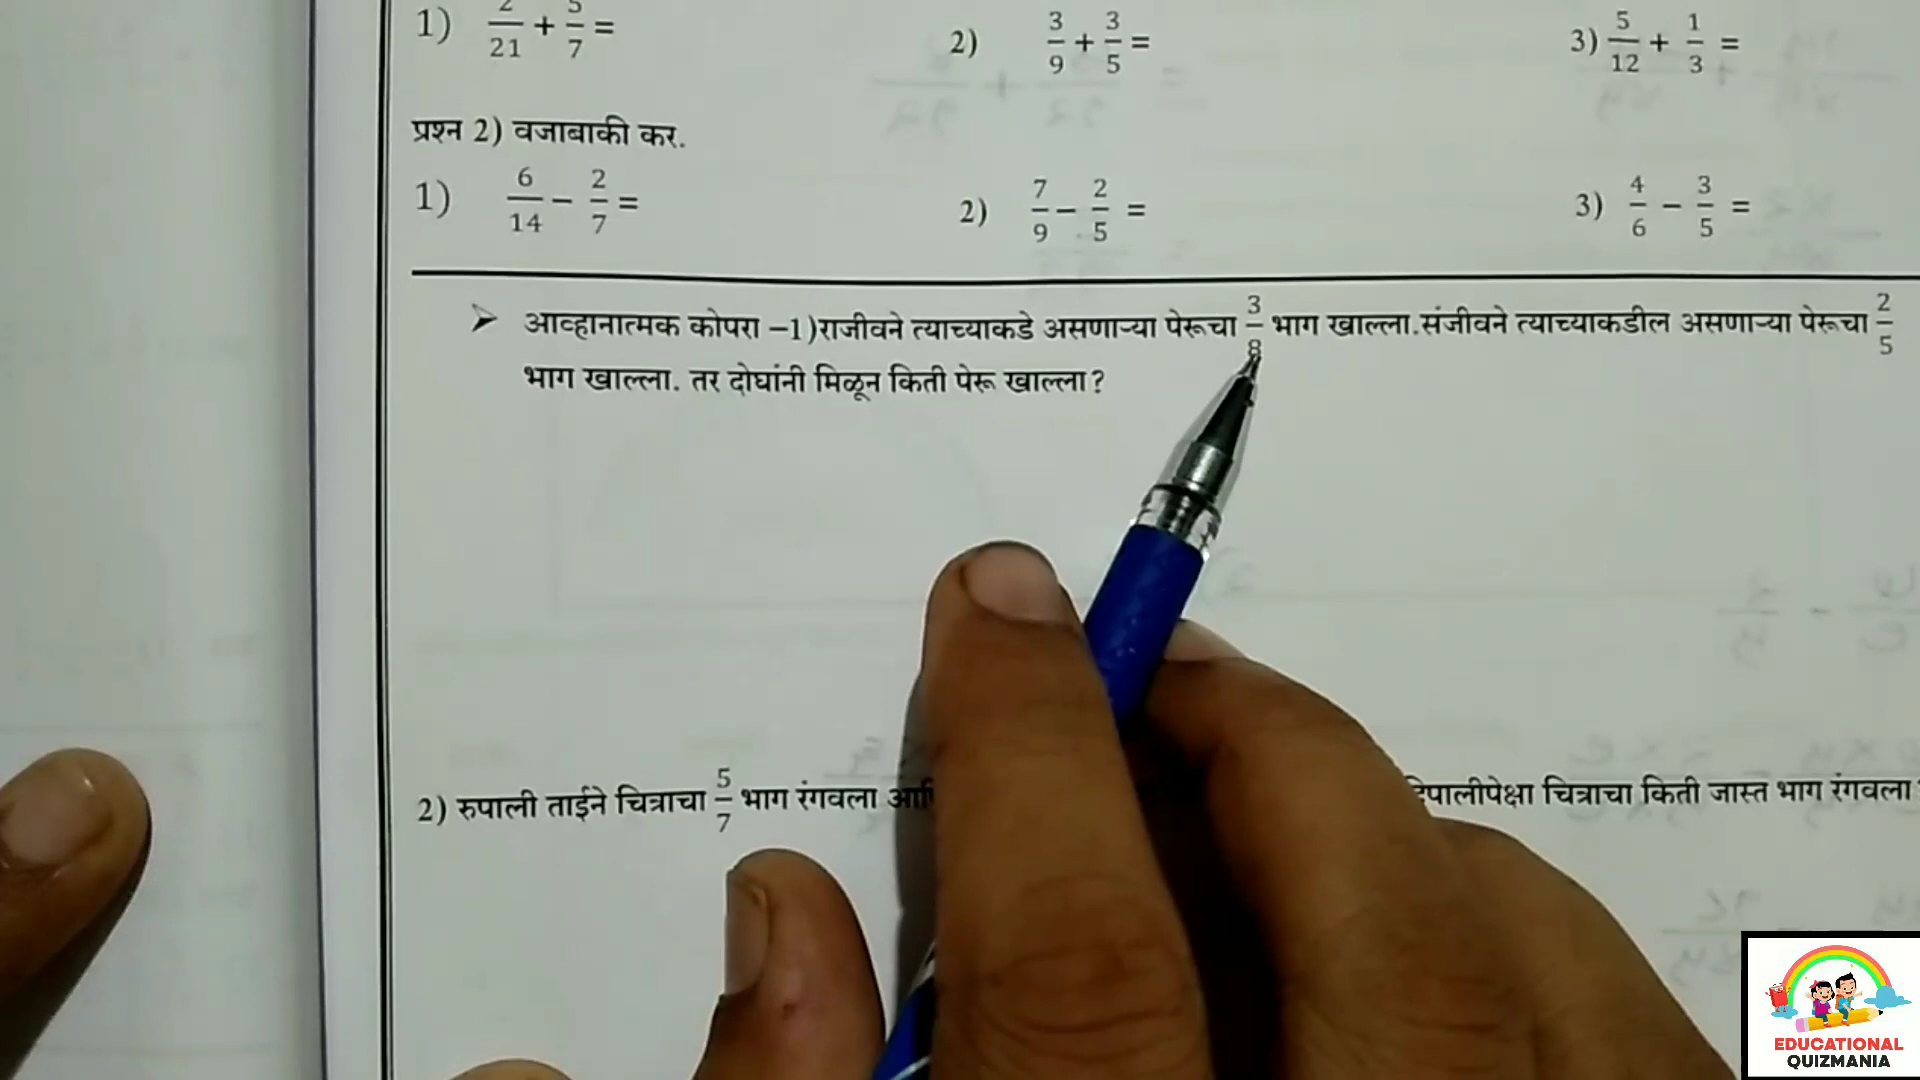 1) 2/21 + 5/7 = 2) 3/9 + 3/5 = 3) 5/12 + 1/3 =
प्रश्न 2) वजाबाकी कर.
1) 6/14 − 2/7 = 2) 7/9 − 2/5 = 3) 4/6 − 3/5 =
➤ आव्हानात्मक कोपरा –1)राजीवने त्याच्याकडे असणाऱ्या पेरूचा 3/8 भाग खाल्ला.संजीवने त्याच्याकडील असणाऱ्या पेरूचा 2/5
भाग खाल्ला. तर दोघांनी मिळून किती पेरू खाल्ला?
2) रुपाली ताईने चित्राचा 5/7 भाग रंगवला चित्राचा किती जास्त भाग रंगवला
EDUCATIONAL
QUIZMANIA